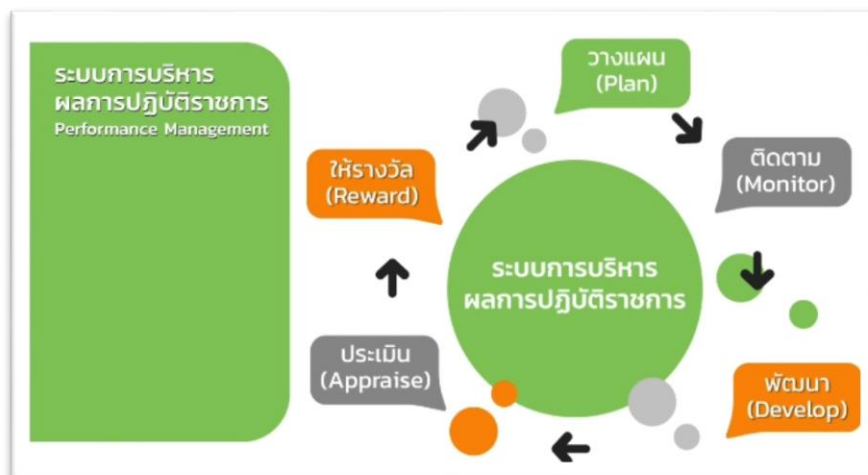 ระบบการบริหาร
ผลการปฏิบัติราชการ
Performance Management
วางแผน
(Plan)
ติดตาม
(Monitor)
พัฒนา
(Develop)
ประเมิน
(Appraise)
ให้รางวัล
(Reward)
ระบบการบริหาร
ผลการปฏิบัติราชการ